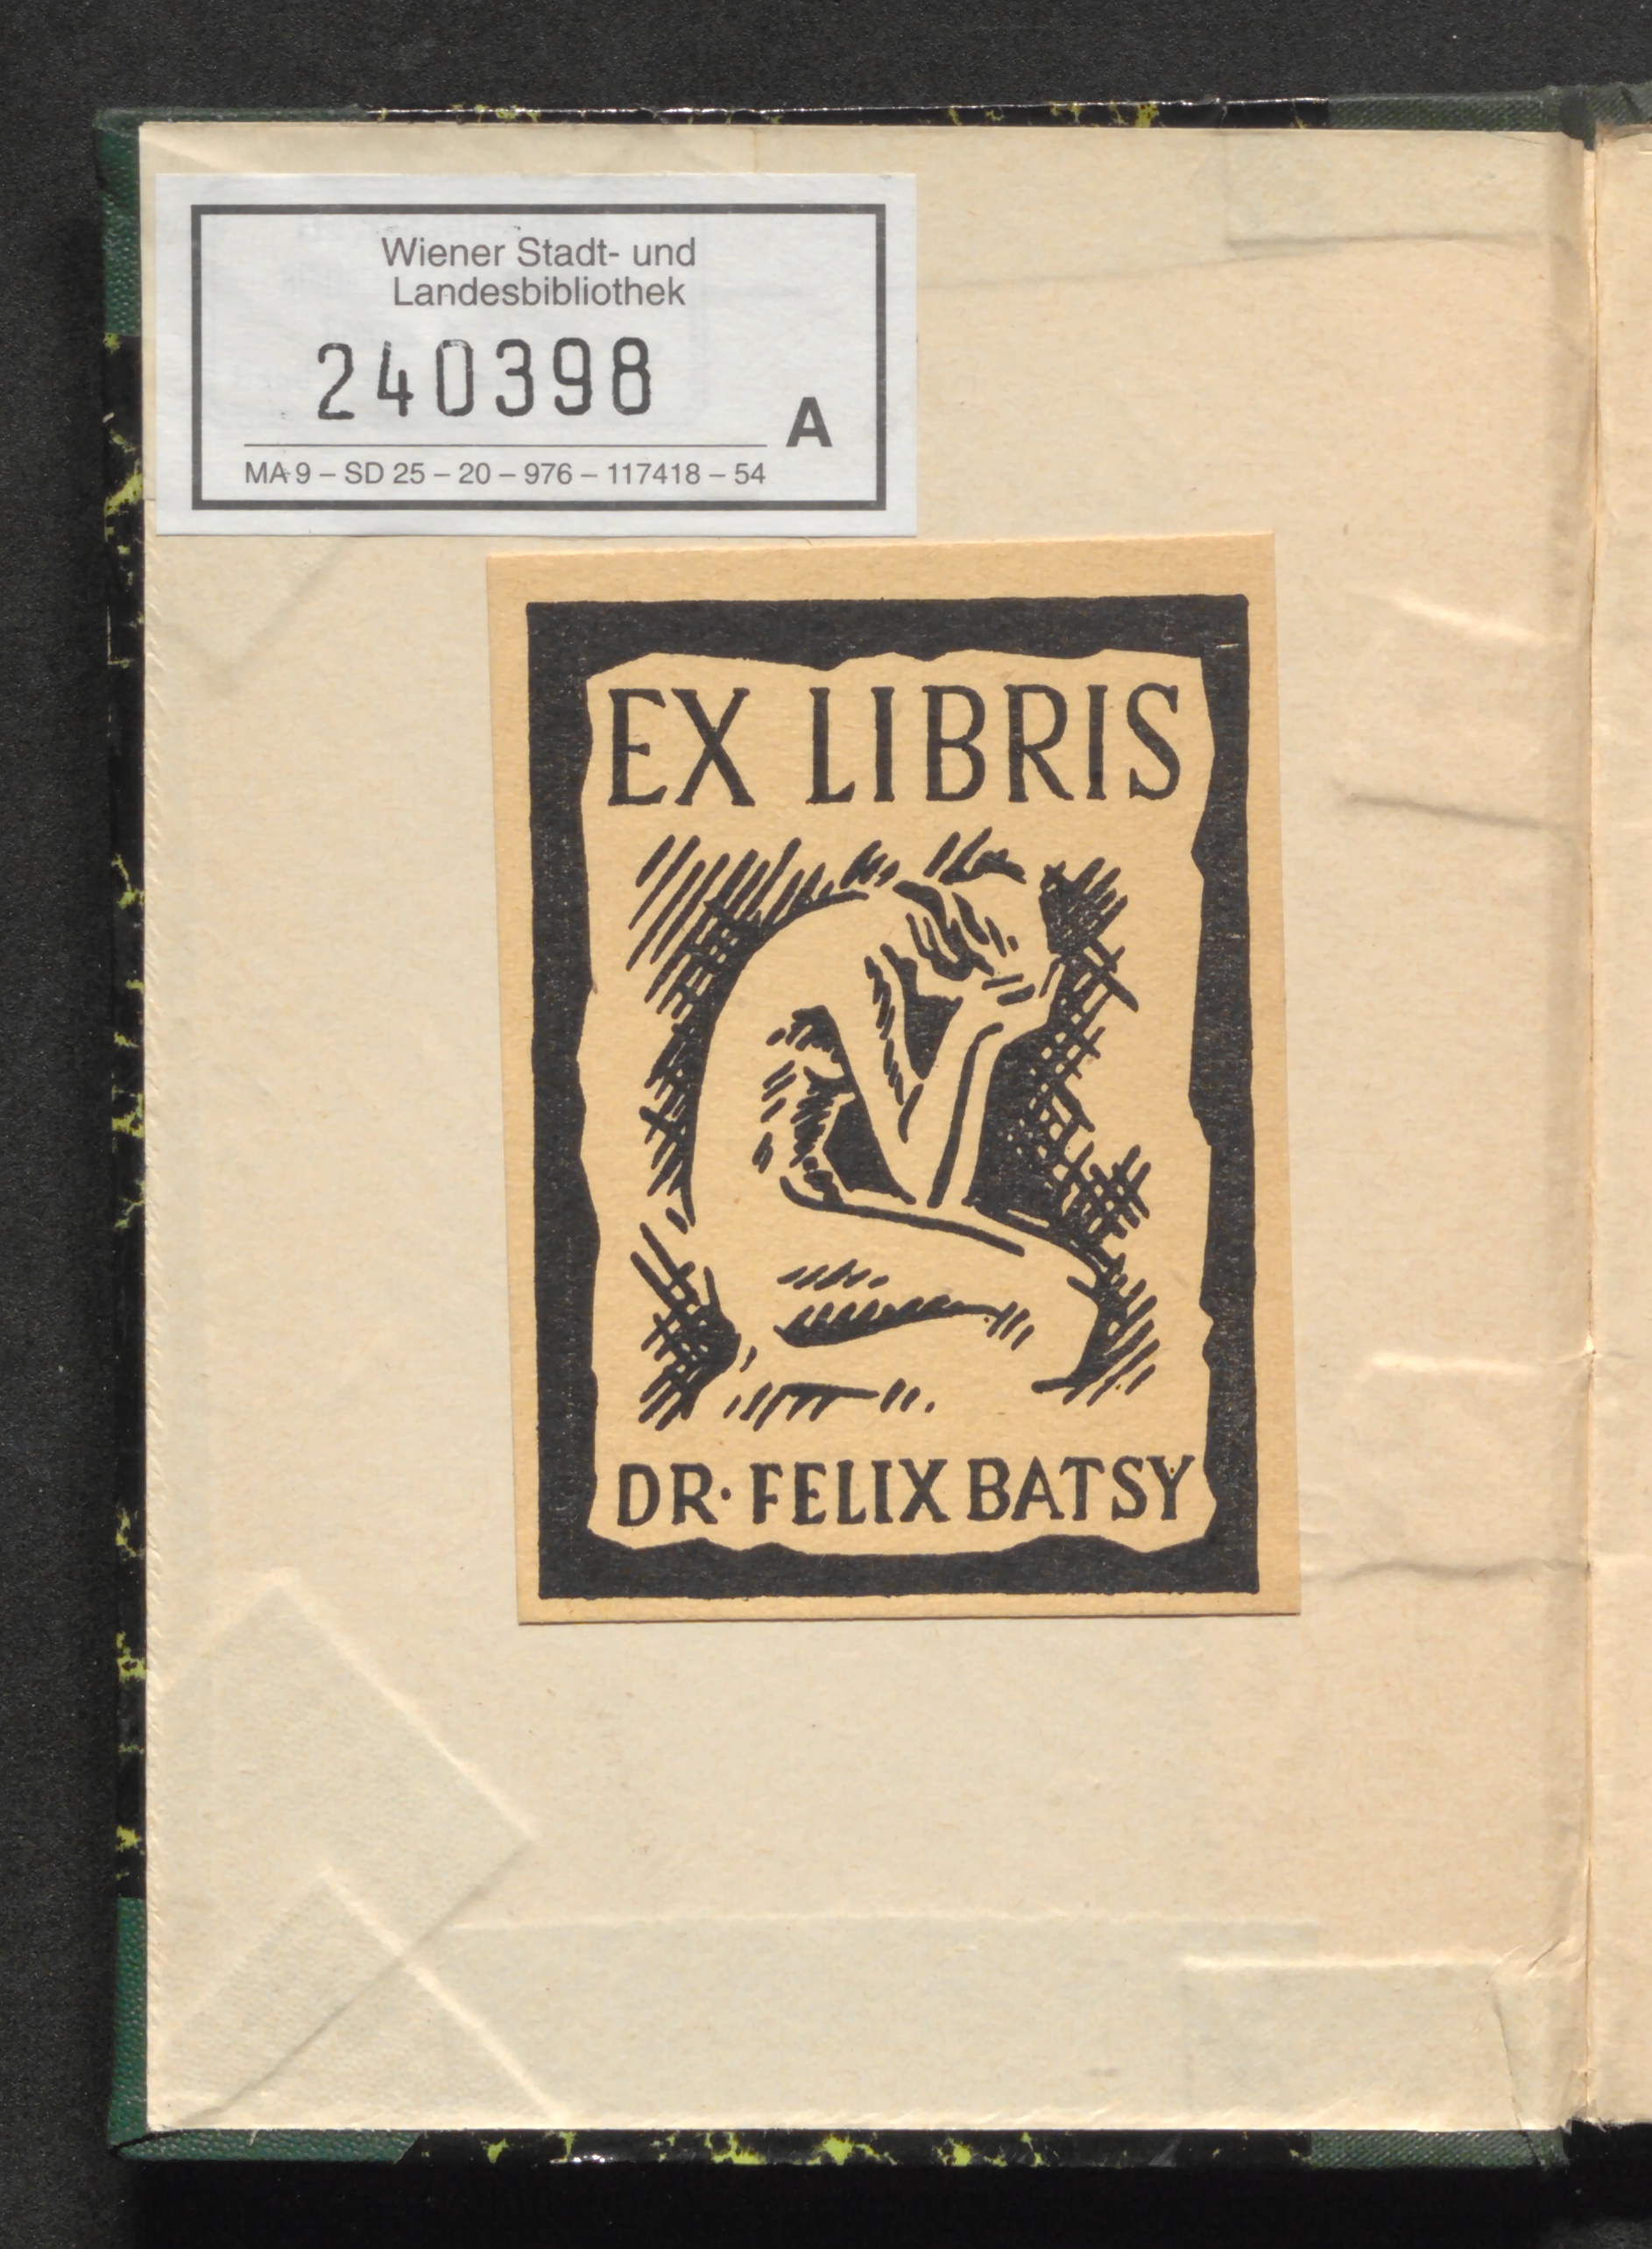 Wiener Stadt- und
Landesbibliothek
240398
A
MA 9 – SD 25 – 20 – 976 – 117418 – 54
EX LIBRIS
DR· FELIX BATSY